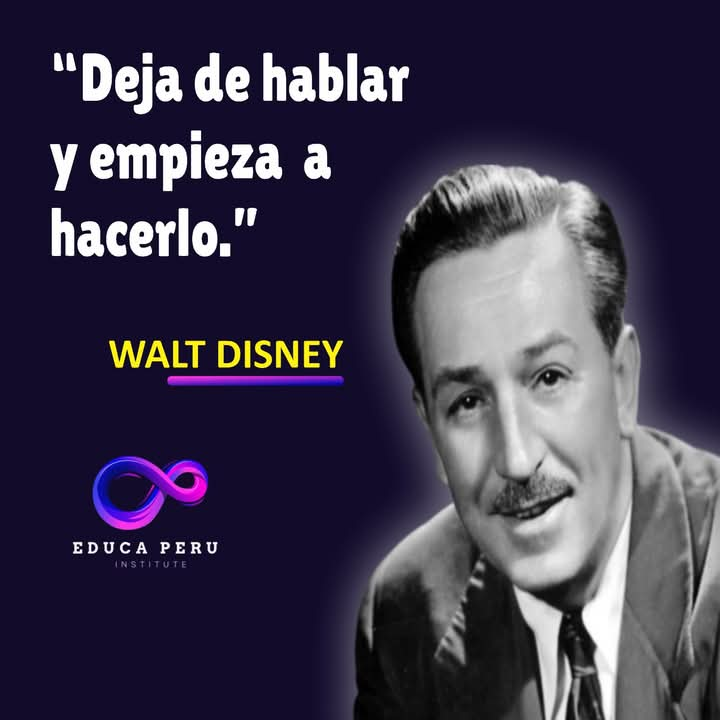 “Deja de hablar
y empieza a
hacerlo.”
WALT DISNEY
EDUCA PERU
INSTITUTE